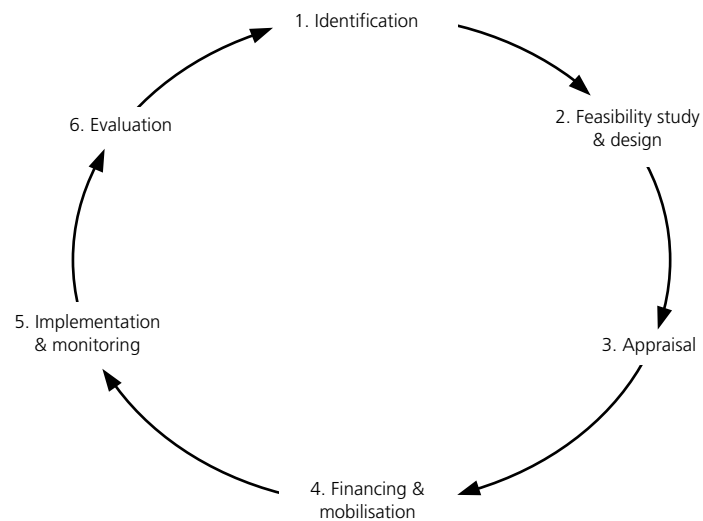 1. Identification
2. Feasibility study
& design
3. Appraisal
4. Financing &
mobilisation
5. Implementation
& monitoring
6. Evaluation